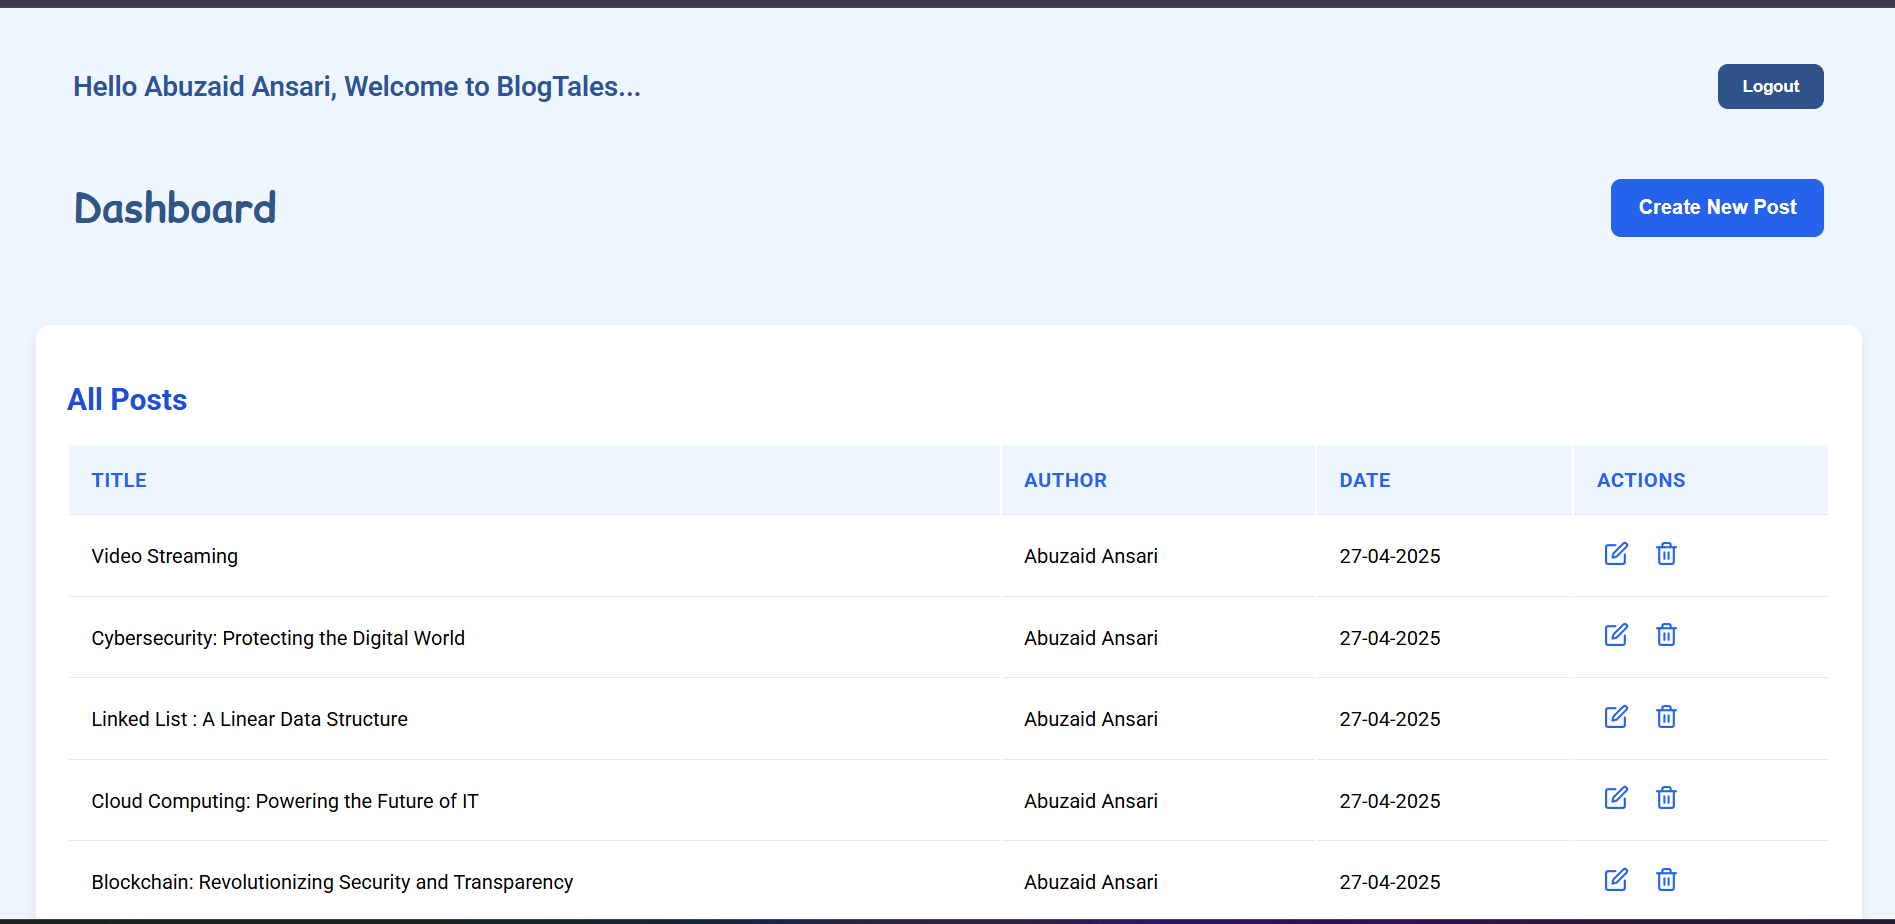 Hello Abuzaid Ansari, Welcome to BlogTales...
Logout
Dashboard
Create New Post
All Posts
TITLE AUTHOR DATE ACTIONS
Video Streaming Abuzaid Ansari 27-04-2025
Cybersecurity: Protecting the Digital World Abuzaid Ansari 27-04-2025
Linked List : A Linear Data Structure Abuzaid Ansari 27-04-2025
Cloud Computing: Powering the Future of IT Abuzaid Ansari 27-04-2025
Blockchain: Revolutionizing Security and Transparency Abuzaid Ansari 27-04-2025